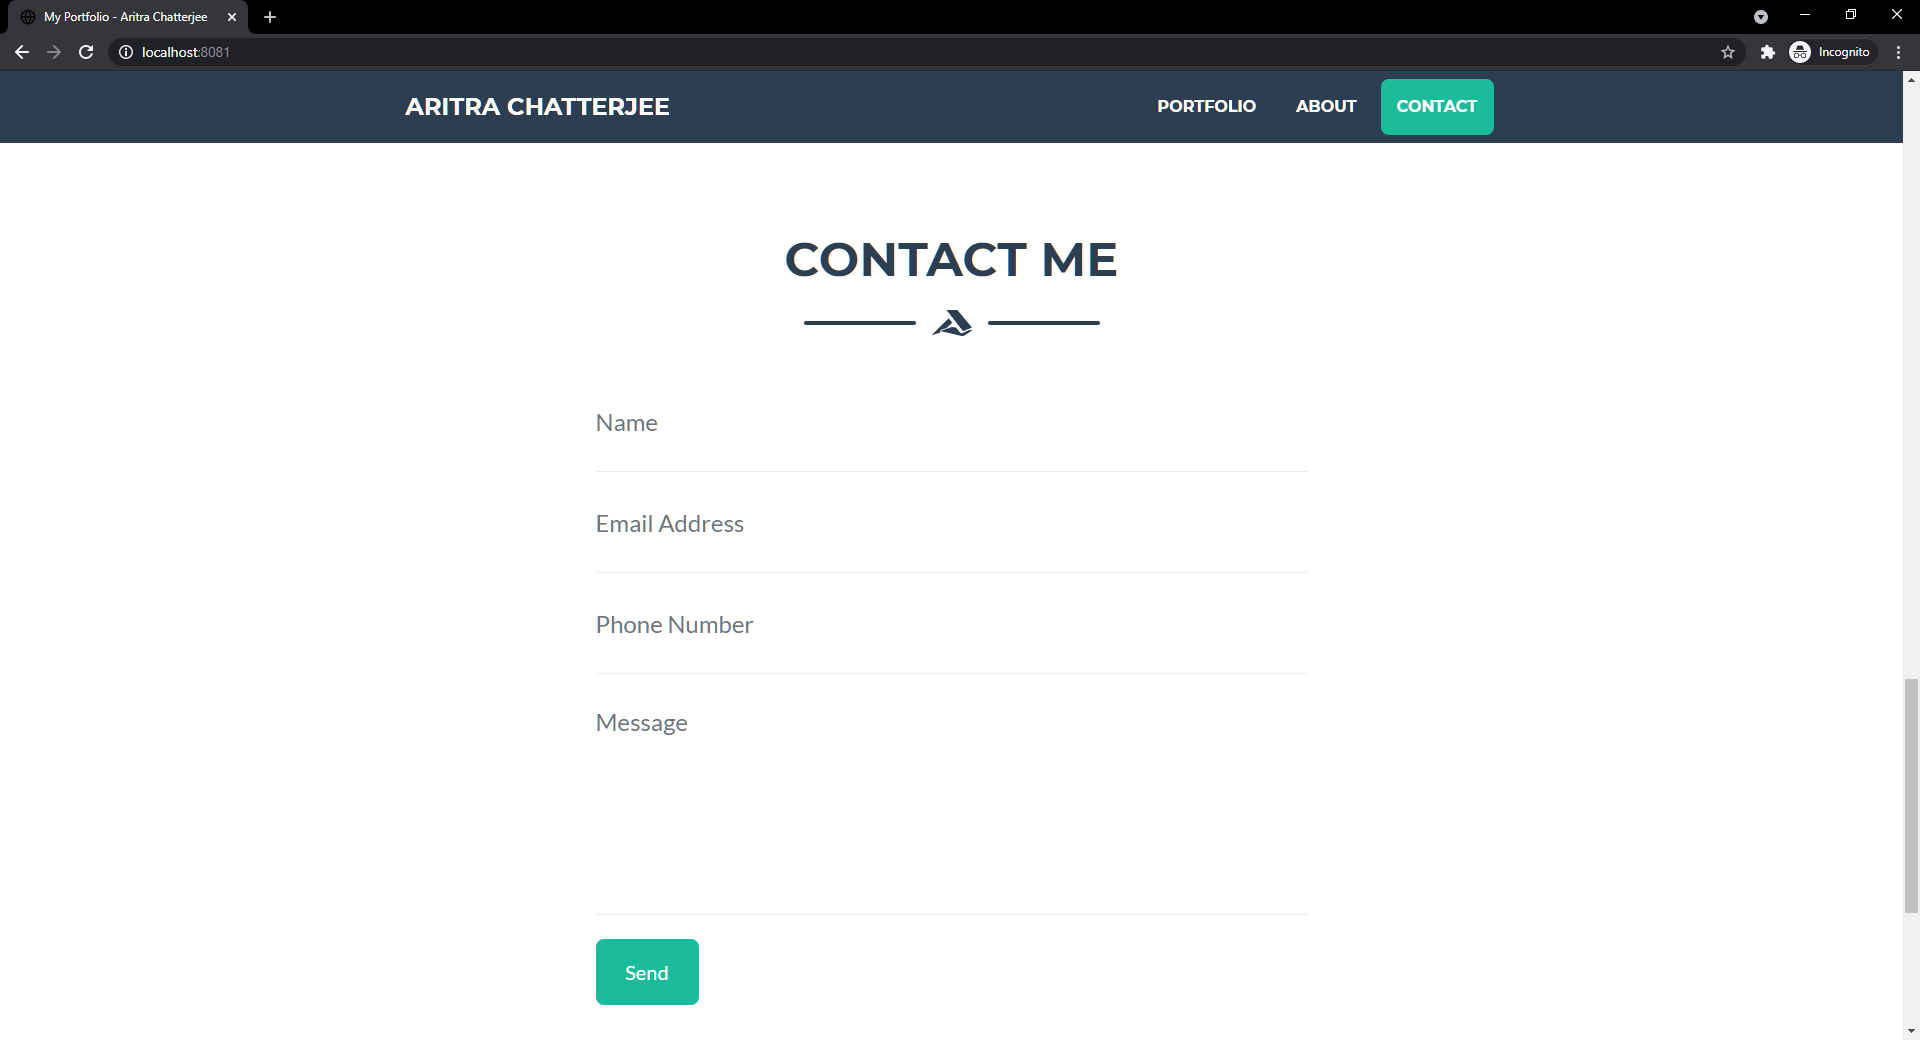 My Portfolio - Aritra Chatterjee
localhost:8081
Incognito
ARITRA CHATTERJEE PORTFOLIO ABOUT CONTACT
CONTACT ME
Name
Email Address
Phone Number
Message
Send